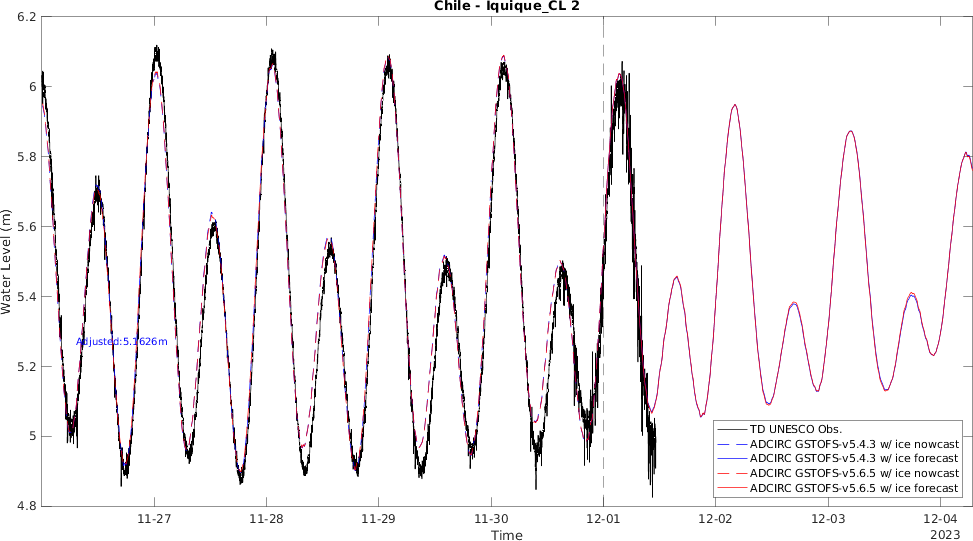 Chile - Iquique_CL 2
6.2
6
5.8
5.6
5.4
5.2
5
4.8
Water Level (m)
Adjusted:5.1626m
TD UNESCO Obs.
ADCIRC GSTOFS-v5.4.3 w/ ice nowcast
ADCIRC GSTOFS-v5.4.3 w/ ice forecast
ADCIRC GSTOFS-v5.6.5 w/ ice nowcast
ADCIRC GSTOFS-v5.6.5 w/ ice forecast
11-27 11-28 11-29 11-30 12-01 12-02 12-03 12-04
Time
2023